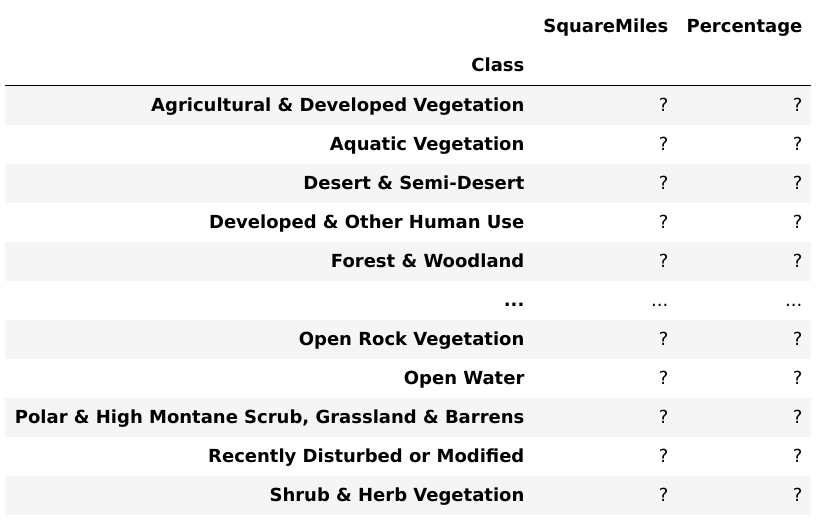 SquareMiles Percentage
Class
Agricultural & Developed Vegetation ? ?
Aquatic Vegetation ? ?
Desert & Semi-Desert ? ?
Developed & Other Human Use ? ?
Forest & Woodland ? ?
... ... ...
Open Rock Vegetation ? ?
Open Water ? ?
Polar & High Montane Scrub, Grassland & Barrens ? ?
Recently Disturbed or Modified ? ?
Shrub & Herb Vegetation ? ?